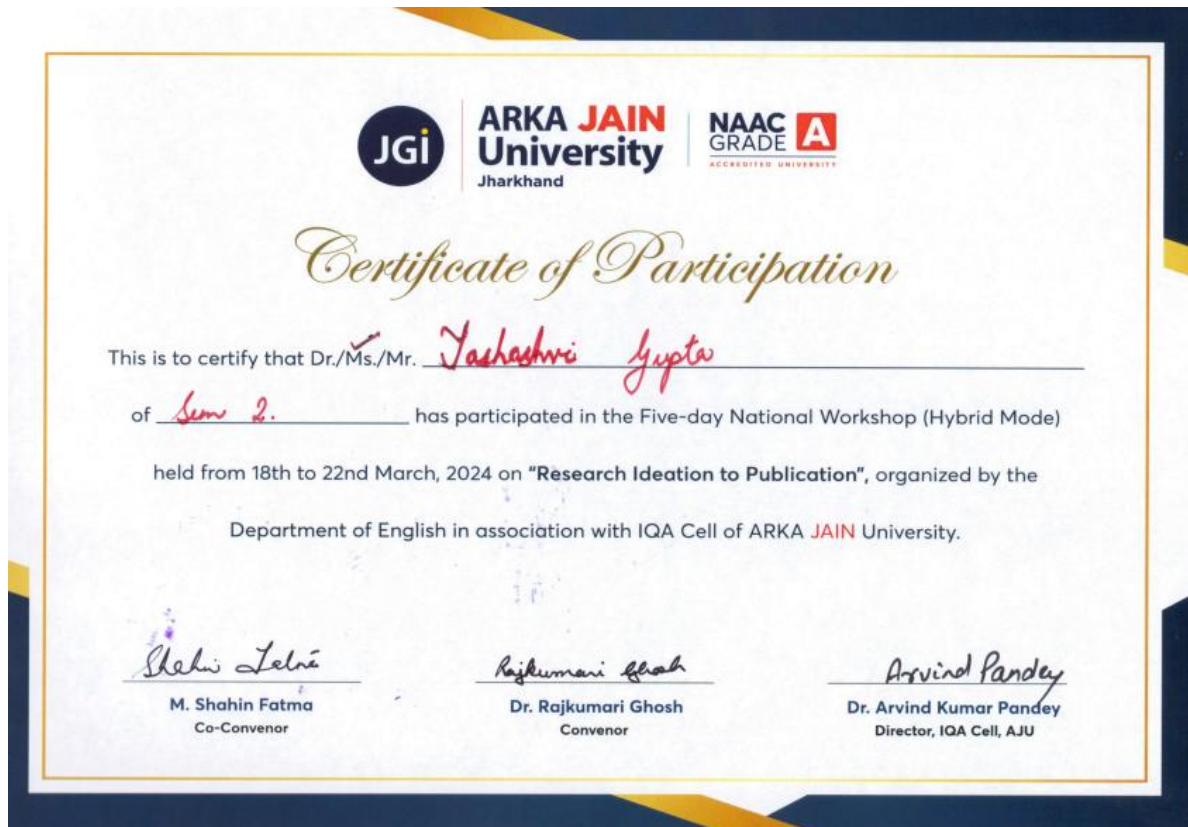 JGi
ARKA JAIN
University
Jharkhand
NAAC
GRADE A
ACCREDITED UNIVERSITY
Certificate of Participation
This is to certify that Dr./Ms./Mr. Yashashvi Gupta
of Sem 2. has participated in the Five-day National Workshop (Hybrid Mode)
held from 18th to 22nd March, 2024 on "Research Ideation to Publication", organized by the
Department of English in association with IQA Cell of ARKA JAIN University.
Shahin
Rajkumari Ghosh
Arvind Pandey
M. Shahin Fatma
Co-Convenor
Dr. Rajkumari Ghosh
Convenor
Dr. Arvind Kumar Pandey
Director, IQA Cell, AJU